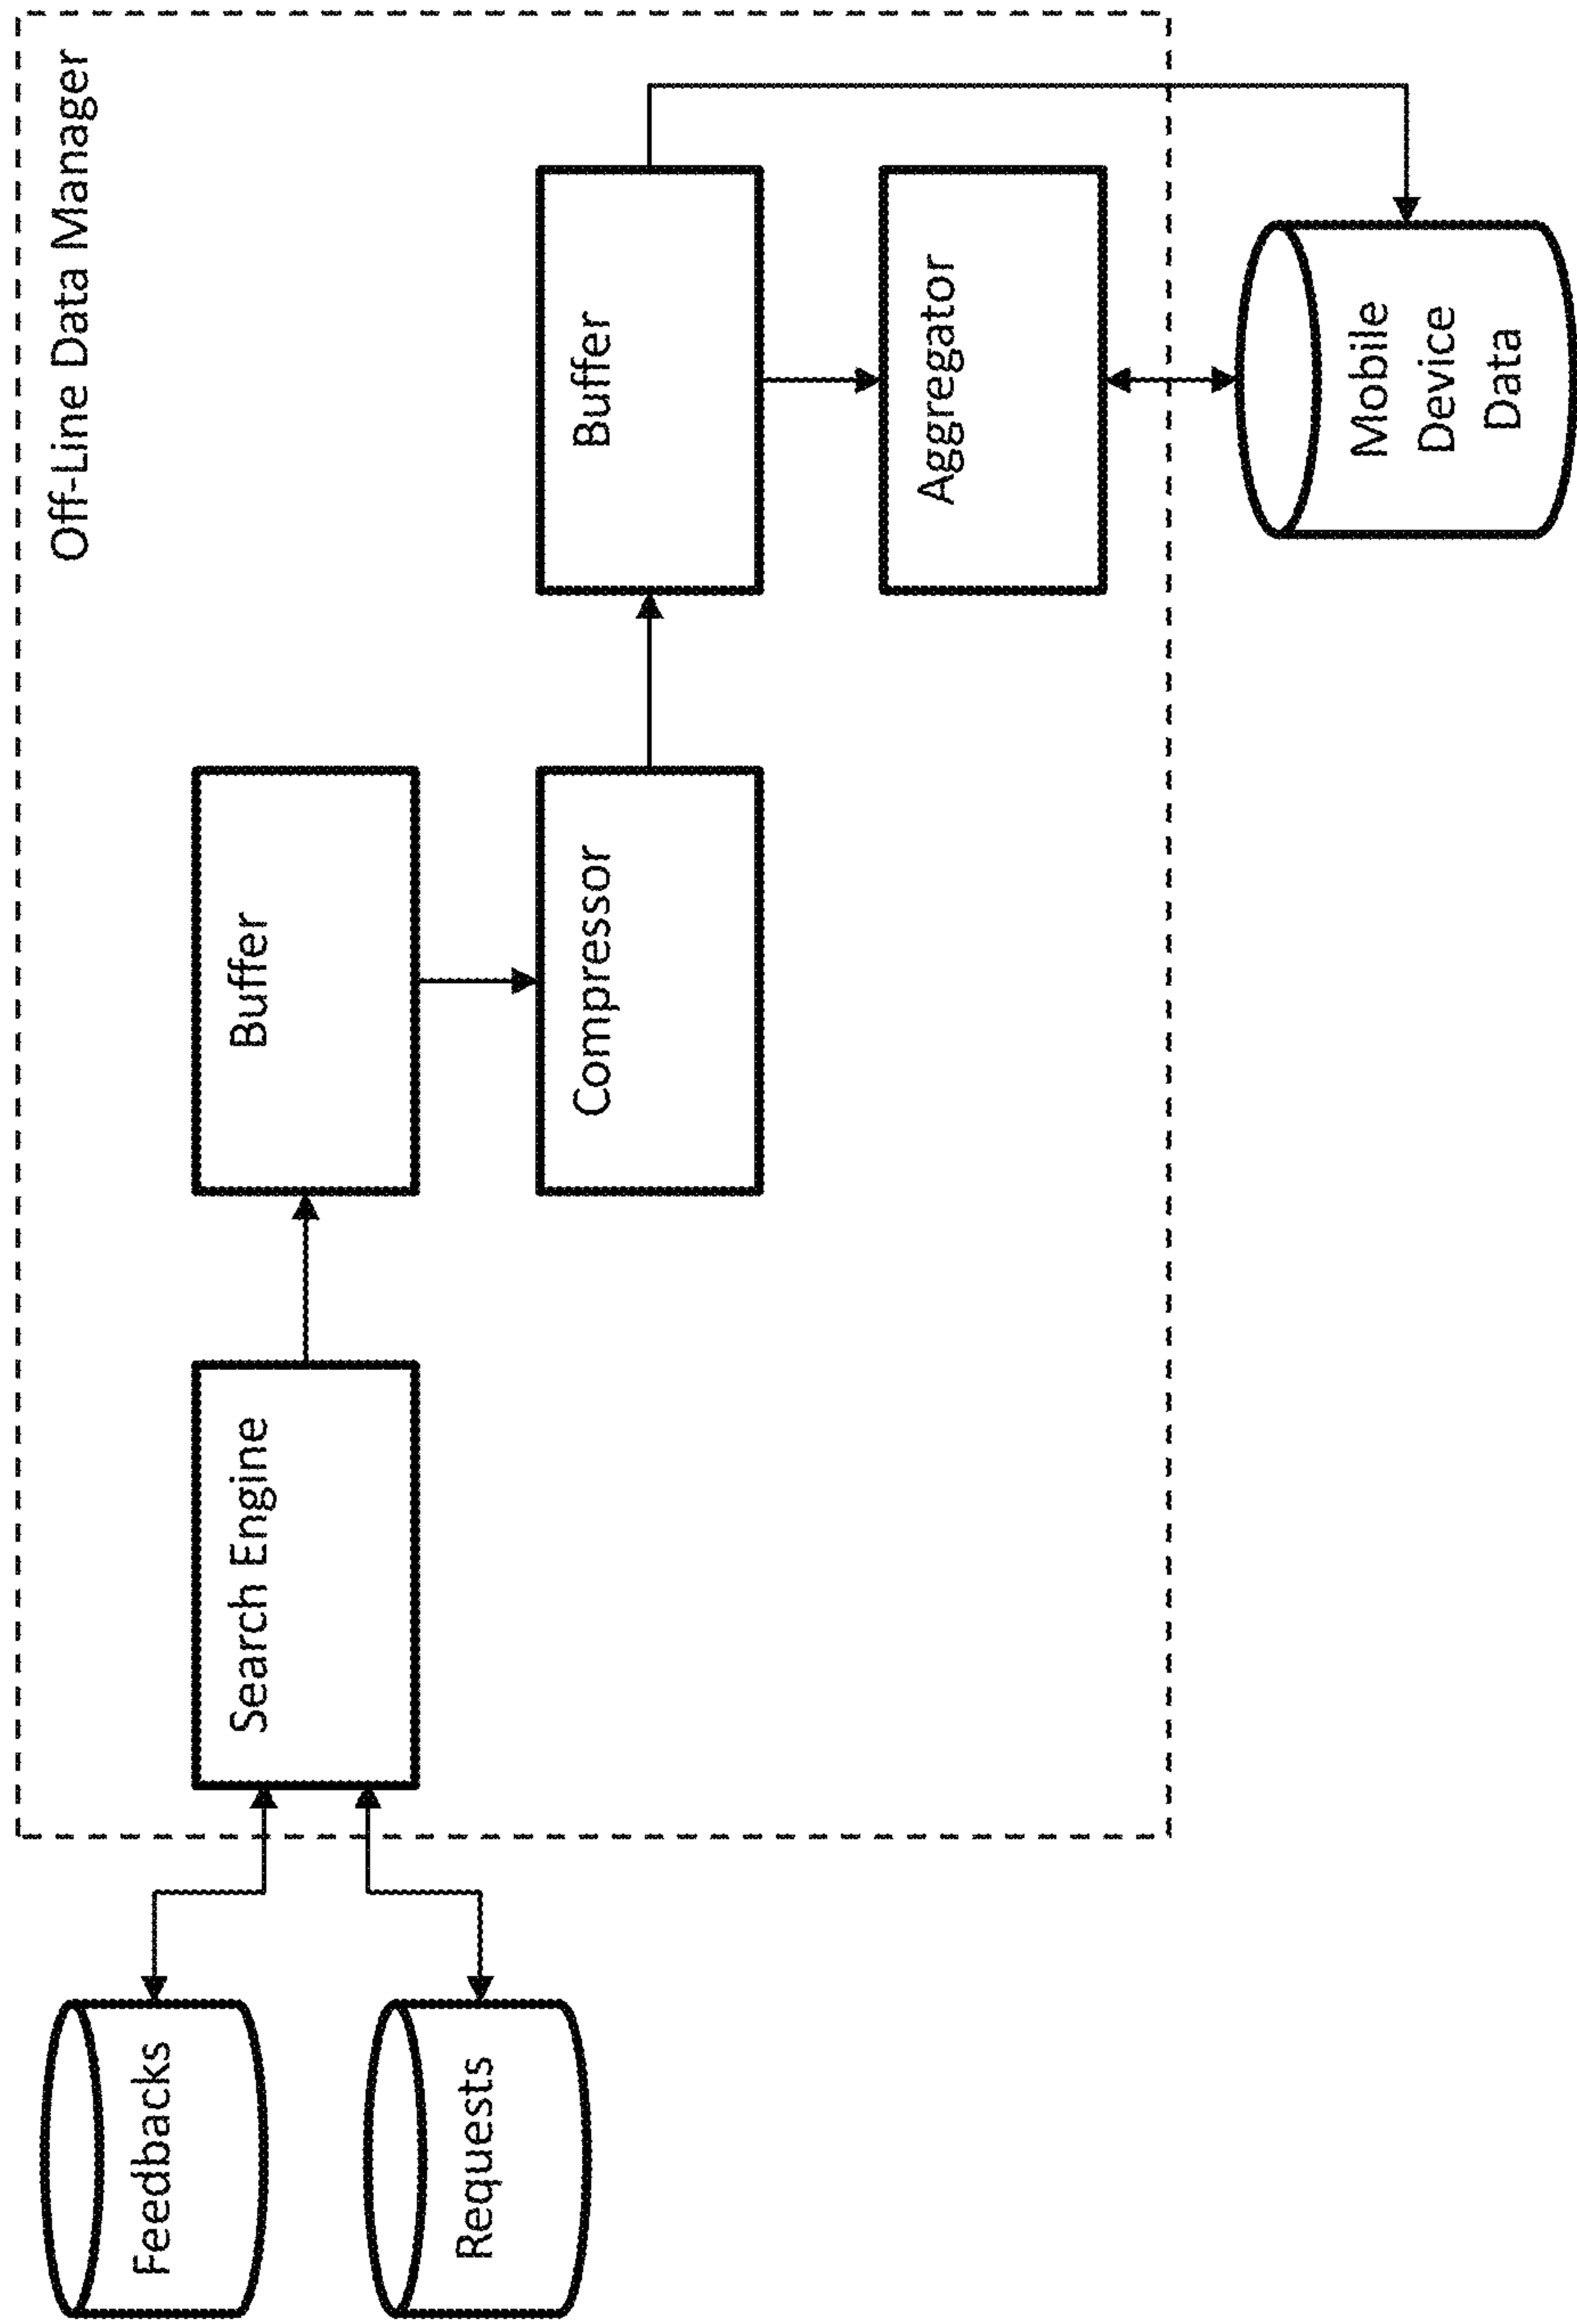 Off-Line Data Manager
Feedbacks
Requests
Search Engine
Buffer
Compressor
Buffer
Aggregator
Mobile
Device
Data